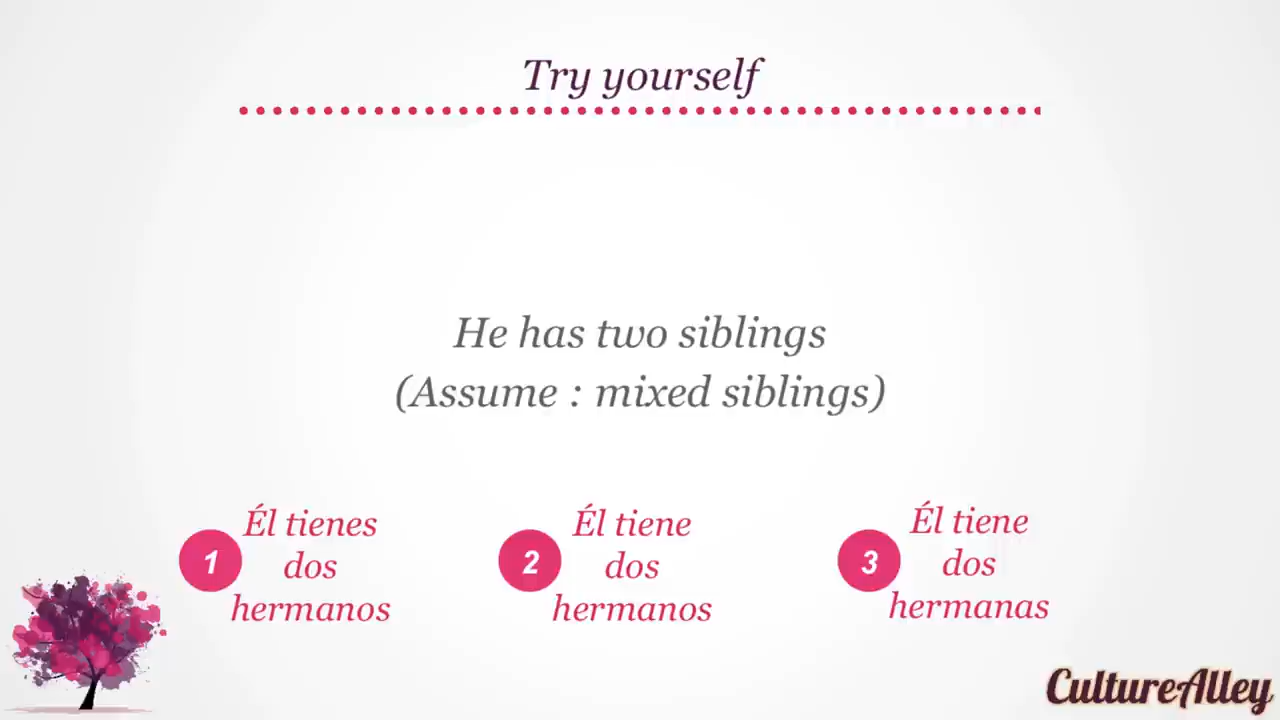 Try yourself
He has two siblings
(Assume : mixed siblings)
1
Él tienes
dos
hermanos
2
Él tiene
dos
hermanos
3
Él tiene
dos
hermanas
CultureAlley